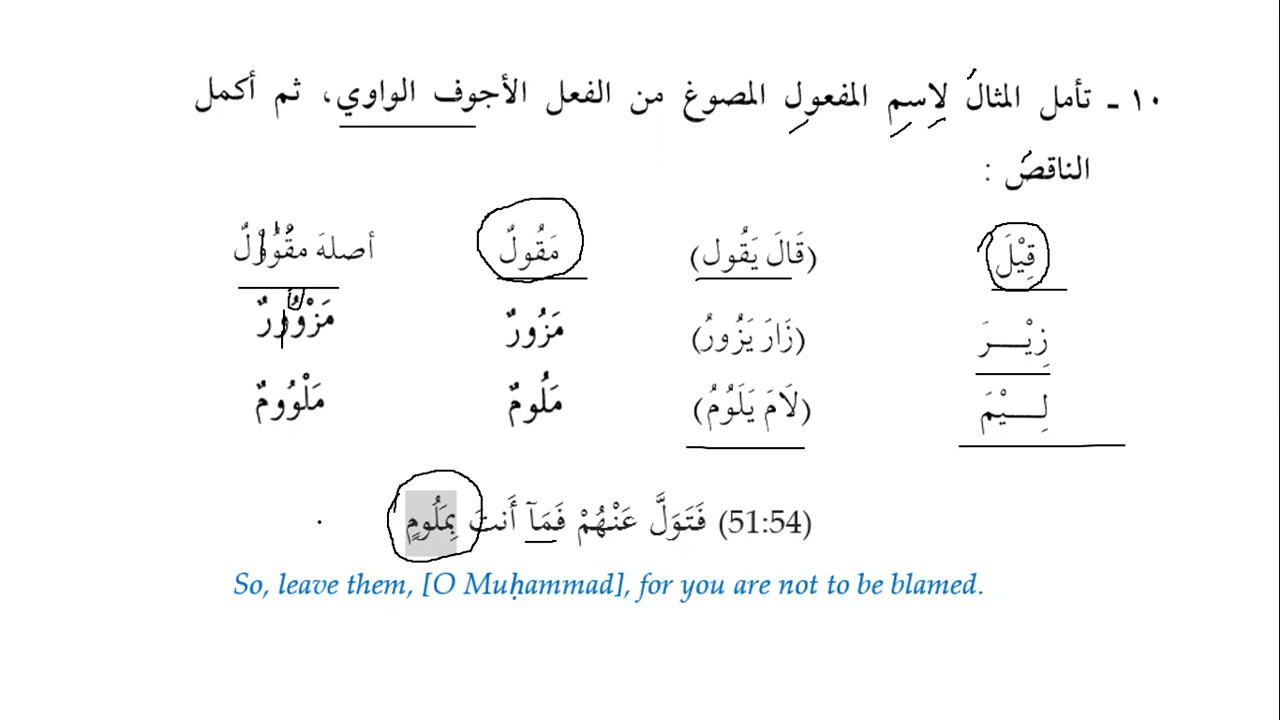 ١٠ ـ تأمل المثالَ لِاسمِ المفعولِ المصوغ من الفعل الأجوف الواوي، ثم أكمل
الناقصَ :
قِيْلَ (قَالَ يَقُول) مَقُولٌ أصلهَ مقْوُولٌ
زِيْـــرَ (زَارَ يَزُورُ) مَزُورٌ مَزْوُورٌ
لِـــيْمَ (لَامَ يَلَوُمُ) مَلُومٌ مَلْوُومٌ
فَتَوَلَّ عَنْهُمْ فَمَآ أَنتَ بِمَلُومٍ (51:54)
So, leave them, [O Muḥammad], for you are not to be blamed.